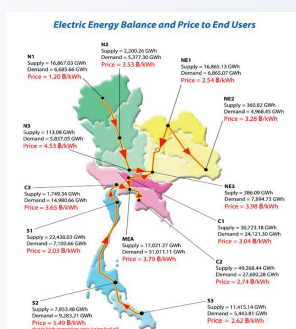 Electric Energy Balance and Price to End Users
N1
Supply = 16,867.03 GWh
Demand = 6,685.66 GWh
Price = 1.20 ฿/kWh
N2
Supply = 2,200.26 GWh
Demand = 5,377.30 GWh
Price = 3.53 ฿/kWh
NE1
Supply = 16,865.13 GWh
Demand = 6,865.07 GWh
Price = 2.54 ฿/kWh
NE2
Supply = 360.82 GWh
Demand = 4,968.45 GWh
Price = 3.28 ฿/kWh
N3
Supply = 113.08 GWh
Demand = 5,837.05 GWh
Price = 4.53 ฿/kWh
C3
Supply = 1,749.34 GWh
Demand = 14,980.66 GWh
Price = 3.65 ฿/kWh
NE3
Supply = 386.09 GWh
Demand = 7,894.73 GWh
Price = 3.98 ฿/kWh
S1
Supply = 22,438.03 GWh
Demand = 7,100.66 GWh
Price = 2.03 ฿/kWh
MEA
Supply = 17,021.27 GWh
Demand = 51,011.11 GWh
Price = 3.79 ฿/kWh
C1
Supply = 30,723.18 GWh
Demand = 24,121.30 GWh
Price = 3.04 ฿/kWh
C2
Supply = 49,268.44 GWh
Demand = 27,692.28 GWh
Price = 2.74 ฿/kWh
S2
Supply = 7,853.48 GWh
Demand = 9,283.21 GWh
Price = 5.49 ฿/kWh
S3
Supply = 11,415.14 GWh
Demand = 5,443.81 GWh
Price = 2.62 ฿/kWh